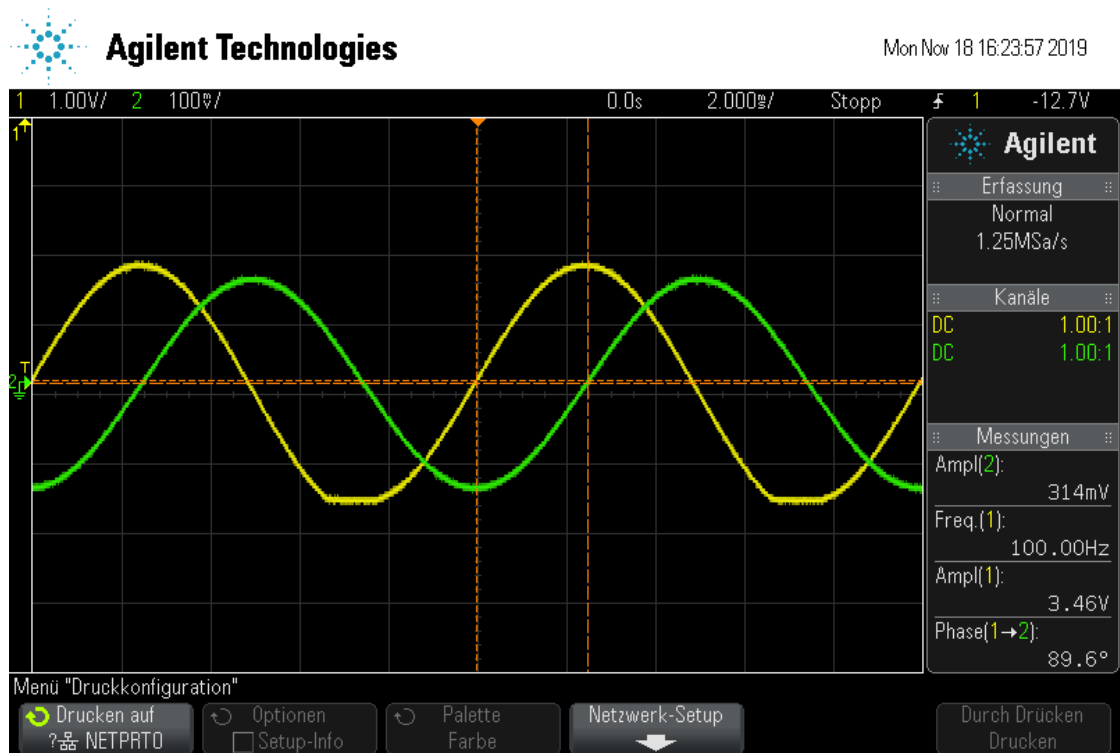 Agilent Technologies
Mon Nov 18 16:23:57 2019
1 1.00V/ 2 100mV/ 0.0s 2.000ms/ Stopp 1 -12.7V
1
Agilent
Erfassung
Normal
1.25MSa/s
Kanäle
DC 1.00:1
DC 1.00:1
T
2
Messungen
Ampl(2):
314mV
Freq.(1):
100.00Hz
Ampl(1):
3.46V
Phase(1→2):
89.6°
Menü "Druckkonfiguration"
Drucken auf
? NETPRT0
Optionen
Setup-Info
Palette
Farbe
Netzwerk-Setup
Durch Drücken
Drucken